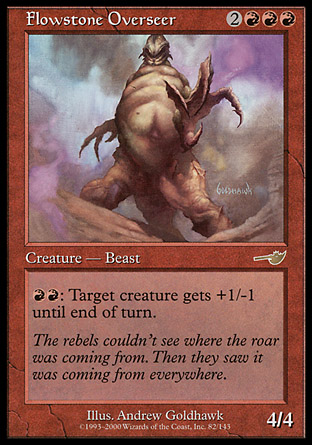 Flowstone Overseer 2
GOLDHAWK
Creature — Beast
: Target creature gets +1/-1
until end of turn.
The rebels couldn't see where the roar
was coming from. Then they saw it
was coming from everywhere.
4/4
Illus. Andrew Goldhawk
©1993-2000 Wizards of the Coast, Inc. 82/143